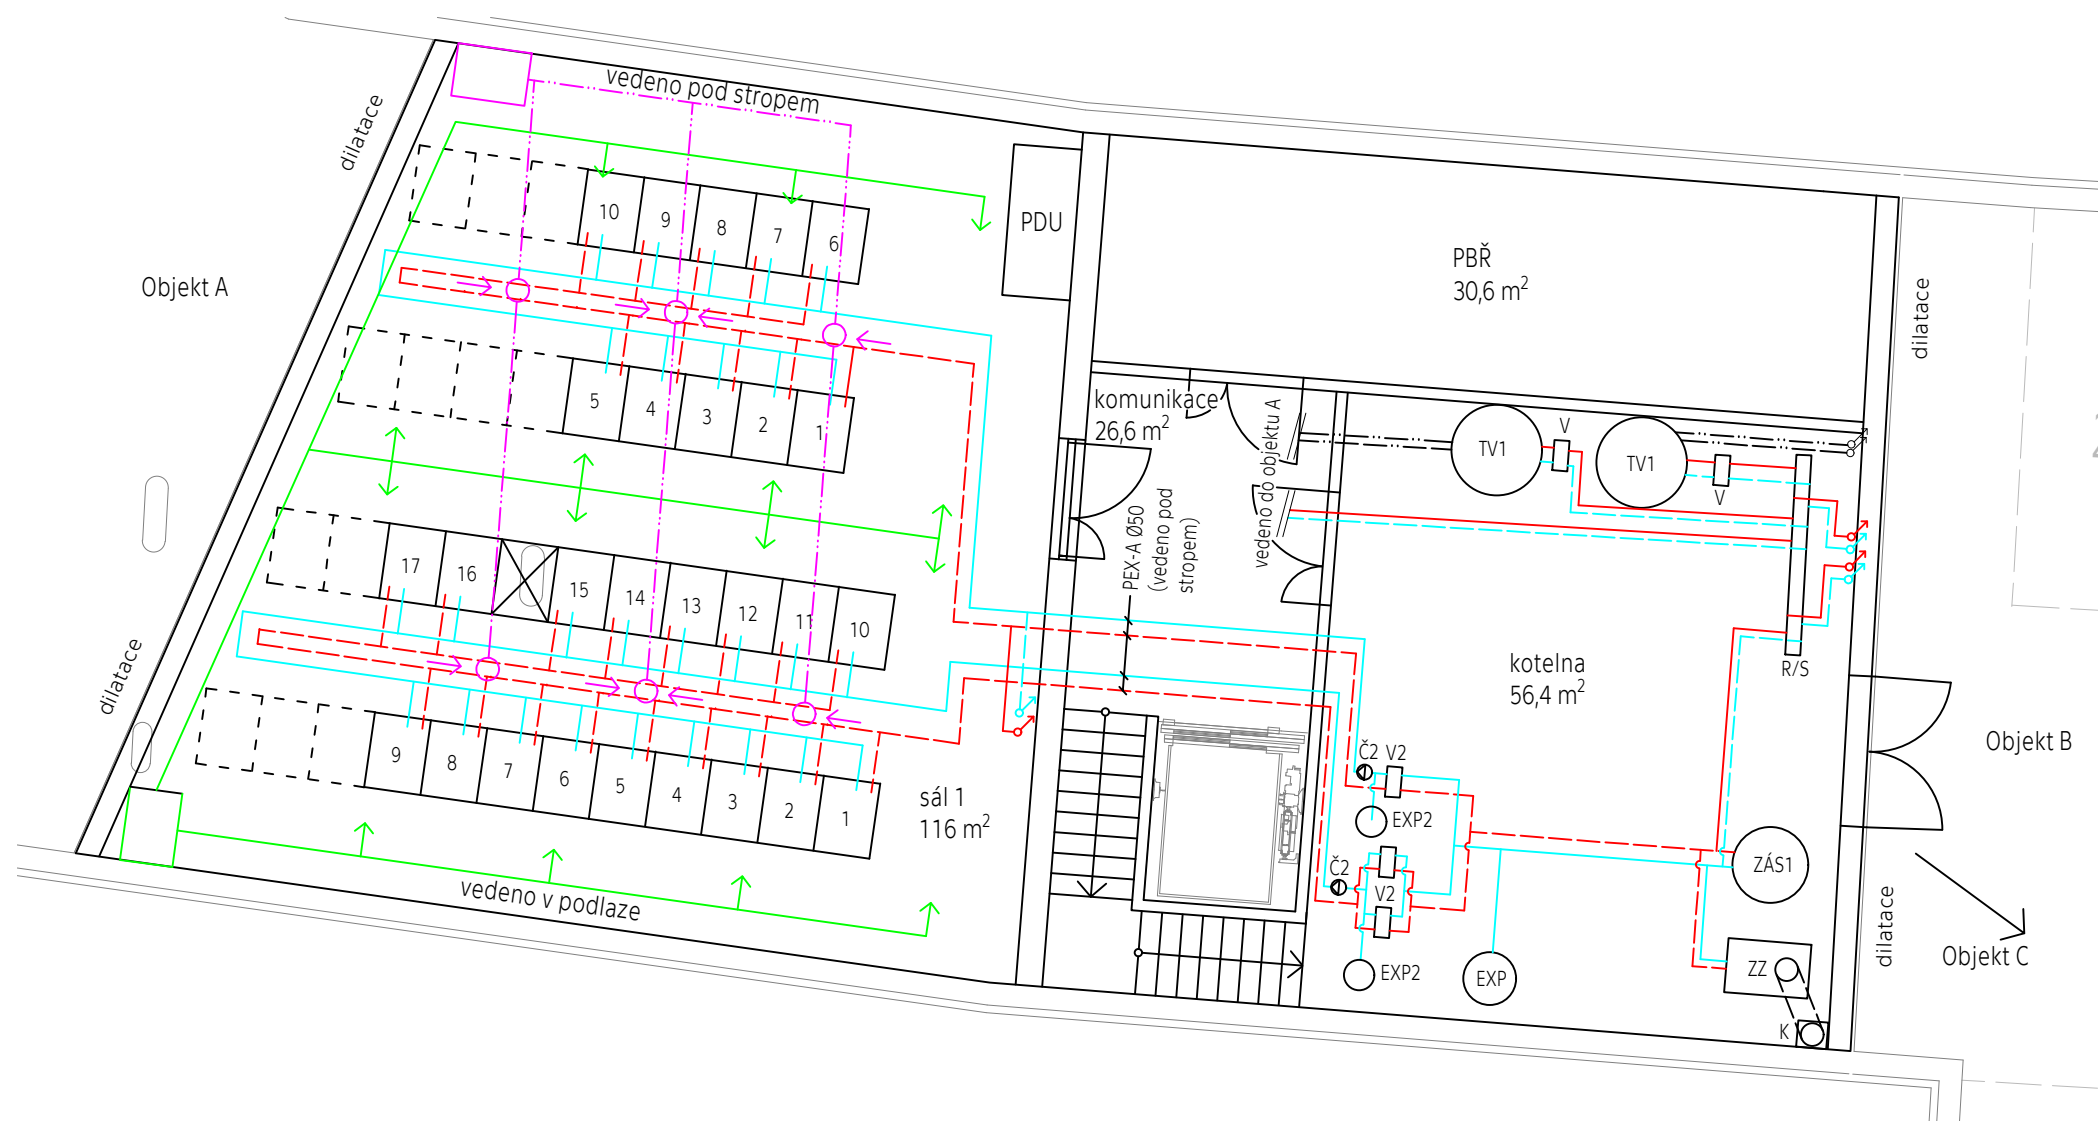 vedeno pod stropem
dilatace
10
9
8
7
6
PDU
PBŘ
30,6 m²
Objekt A
dilatace
5
4
3
2
1
komunikace
26,6 m²
vedeno do objektu A
PEX-A Ø50
(vedeno pod
stropem)
TV1
V
TV1
V
17
16
15
14
13
12
11
10
R/S
kotelna
56,4 m²
dilatace
9
8
7
6
5
4
3
2
1
sál 1
116 m²
Č2
V2
EXP2
Č2
V2
EXP2
EXP
ZÁS1
ZZ
K
Objekt B
Objekt C
dilatace
vedeno v podlaze